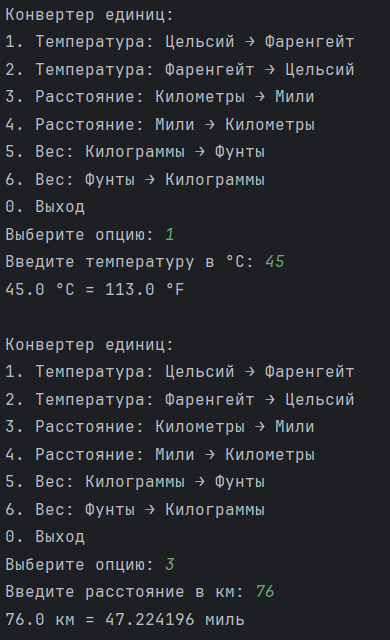 Конвертер единиц:
1. Температура: Цельсий → Фаренгейт
2. Температура: Фаренгейт → Цельсий
3. Расстояние: Километры → Мили
4. Расстояние: Мили → Километры
5. Вес: Килограммы → Фунты
6. Вес: Фунты → Килограммы
0. Выход
Выберите опцию: 1
Введите температуру в °C: 45
45.0 °C = 113.0 °F
Конвертер единиц:
1. Температура: Цельсий → Фаренгейт
2. Температура: Фаренгейт → Цельсий
3. Расстояние: Километры → Мили
4. Расстояние: Мили → Километры
5. Вес: Килограммы → Фунты
6. Вес: Фунты → Килограммы
0. Выход
Выберите опцию: 3
Введите расстояние в км: 76
76.0 км = 47.224196 миль